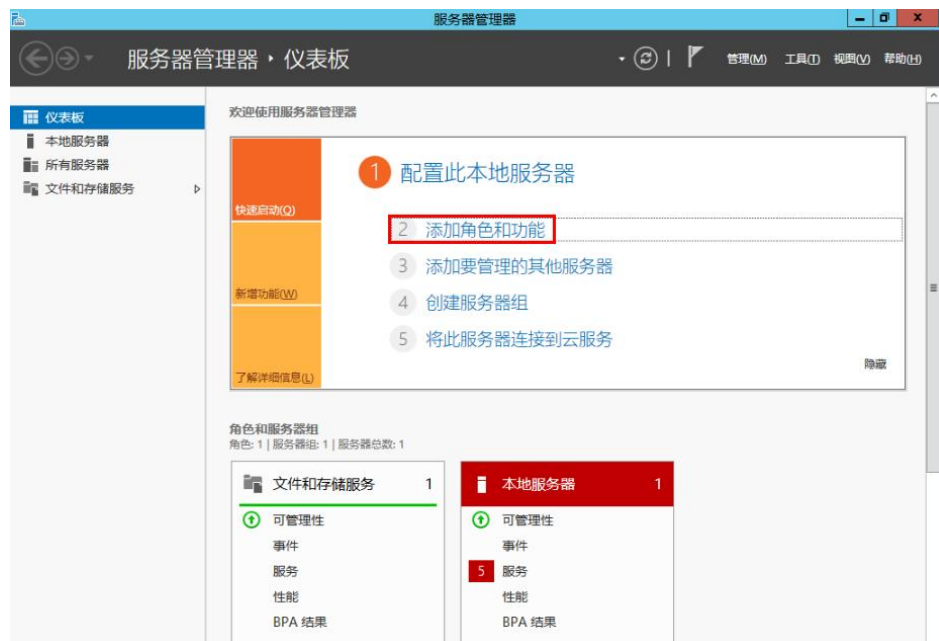 服务器管理器
服务器管理器 · 仪表板
管理(M) 工具(T) 视图(V) 帮助(H)
仪表板
本地服务器
所有服务器
文件和存储服务
欢迎使用服务器管理器
快速启动(Q)
新增功能(W)
了解详细信息(L)
1 配置此本地服务器
2 添加角色和功能
3 添加要管理的其他服务器
4 创建服务器组
5 将此服务器连接到云服务
隐藏
角色和服务器组
角色: 1 | 服务器组: 1 | 服务器总数: 1
文件和存储服务 1
可管理性
事件
服务
性能
BPA 结果
本地服务器 1
可管理性
事件
5 服务
性能
BPA 结果